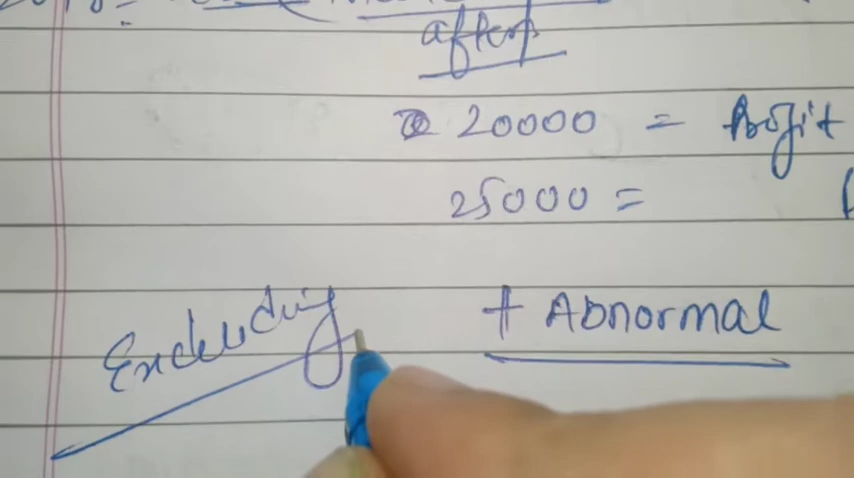 after
20000 = Profit
25000 =
Excluding + Abnormal